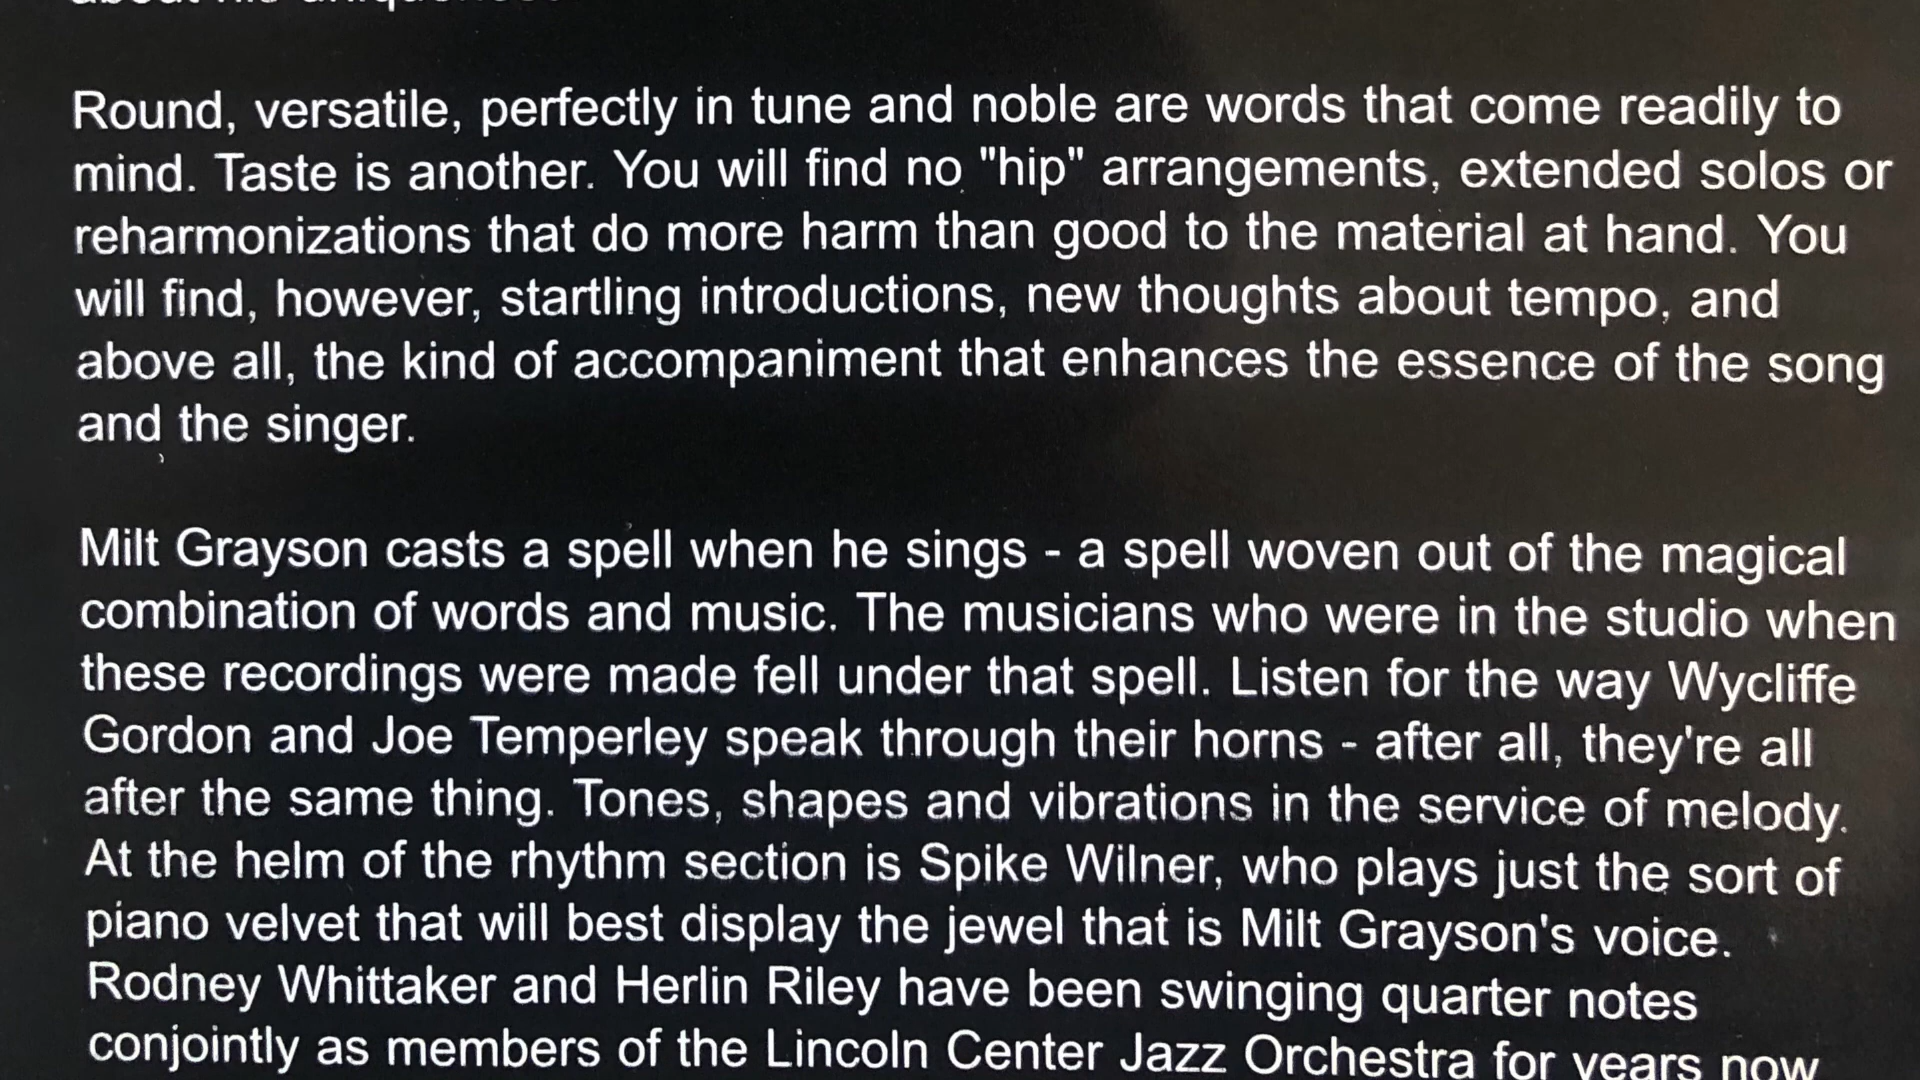 Round, versatile, perfectly in tune and noble are words that come readily to
mind. Taste is another. You will find no "hip" arrangements, extended solos or
reharmonizations that do more harm than good to the material at hand. You
will find, however, startling introductions, new thoughts about tempo, and
above all, the kind of accompaniment that enhances the essence of the song
and the singer.
Milt Grayson casts a spell when he sings - a spell woven out of the magical
combination of words and music. The musicians who were in the studio when
these recordings were made fell under that spell. Listen for the way Wycliffe
Gordon and Joe Temperley speak through their horns - after all, they're all
after the same thing. Tones, shapes and vibrations in the service of melody.
At the helm of the rhythm section is Spike Wilner, who plays just the sort of
piano velvet that will best display the jewel that is Milt Grayson's voice.
Rodney Whittaker and Herlin Riley have been swinging quarter notes
conjointly as members of the Lincoln Center Jazz Orchestra for years now